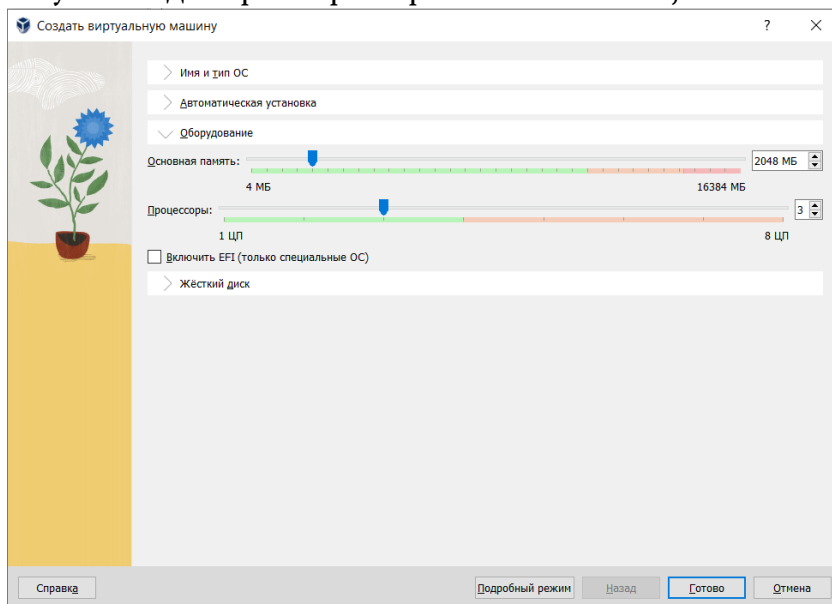 Создать виртуальную машину
?
Имя и тип ОС
Автоматическая установка
Оборудование
Основная память:
2048 МБ
4 МБ
16384 МБ
Процессоры:
3
1 ЦП
8 ЦП
Включить EFI (только специальные ОС)
Жёсткий диск
Справка
Подробный режим
Назад
Готово
Отмена